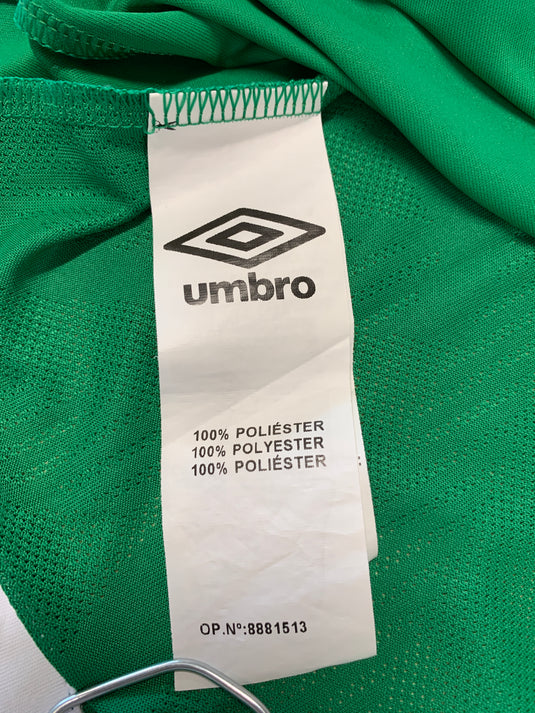 umbro
100% POLIÉSTER
100% POLYESTER
100% POLIÉSTER
OP.Nº:8881513